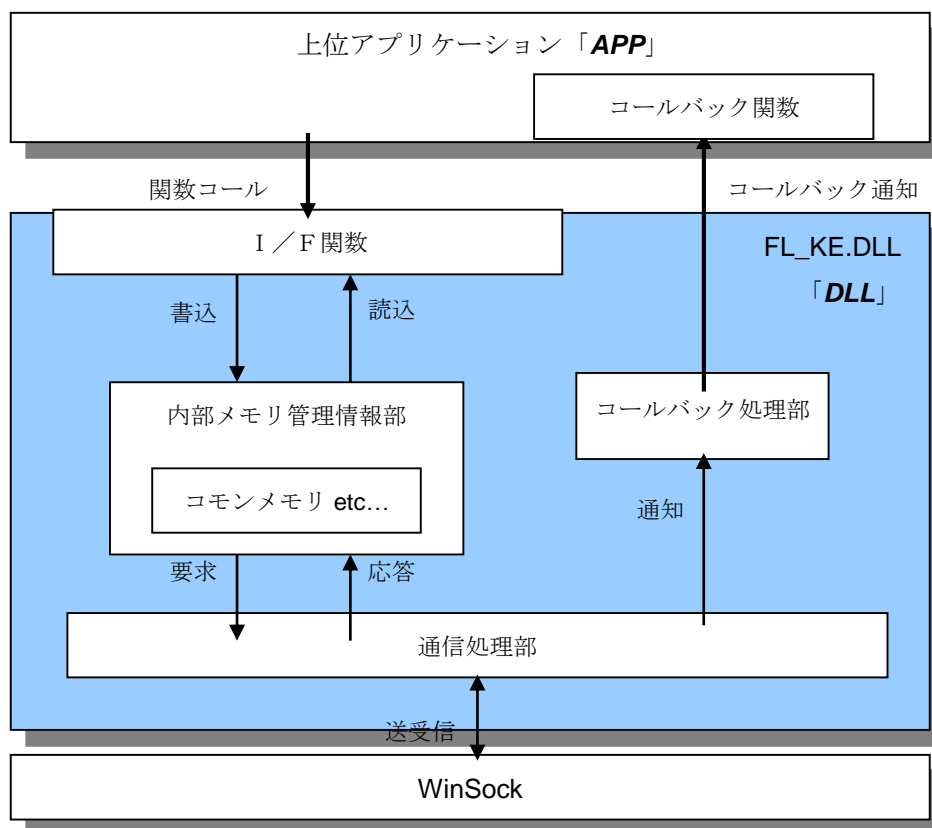 上位アプリケーション「APP」
コールバック関数
関数コール
コールバック通知
Ｉ／Ｆ関数
FL_KE.DLL
「DLL」
書込
読込
内部メモリ管理情報部
コールバック処理部
コモンメモリ etc…
通知
要求
応答
通信処理部
送受信
WinSock